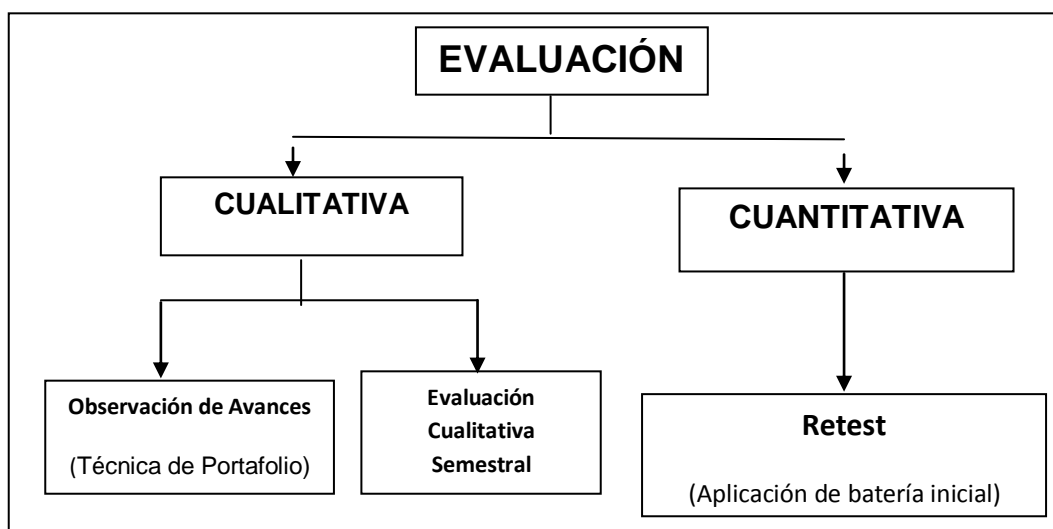 EVALUACIÓN
CUALITATIVA
CUANTITATIVA
Observación de Avances
(Técnica de Portafolio)
Evaluación
Cualitativa
Semestral
Retest
(Aplicación de batería inicial)